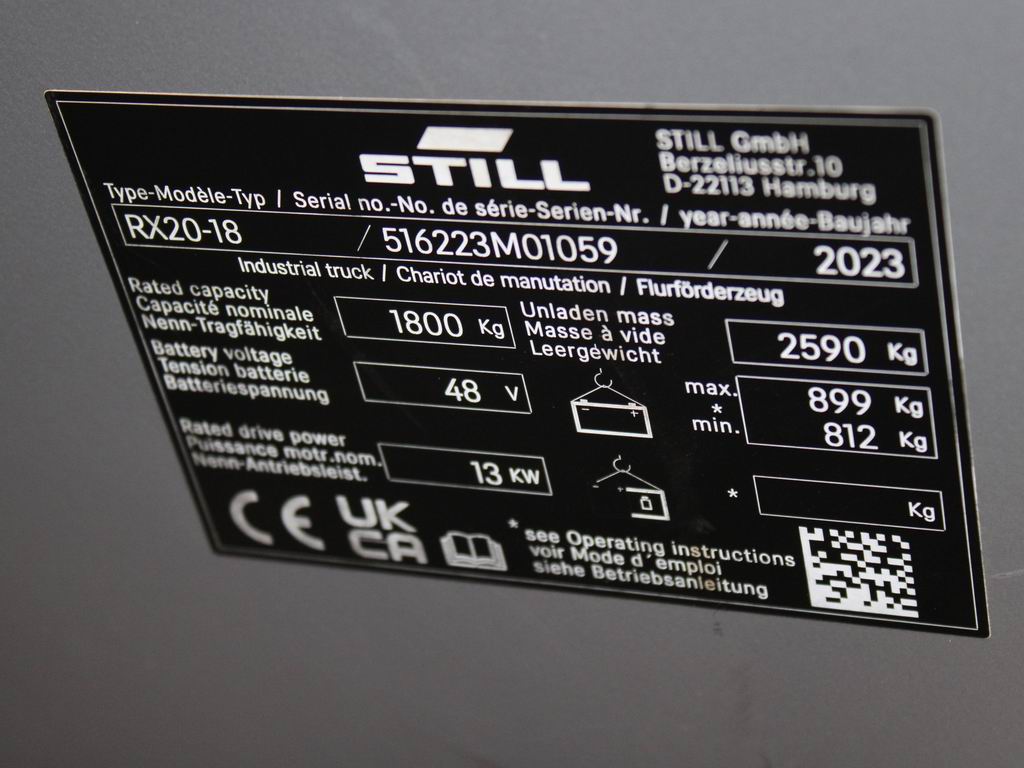 STILL
STILL GmbH
Berzeliusstr.10
D-22113 Hamburg
Type-Modèle-Typ / Serial no.-No. de série-Serien-Nr. / year-année-Baujahr
RX20-18 / 516223M01059 / 2023
Industrial truck / Chariot de manutation / Flurförderzeug
Rated capacity
Capacité nominale
Nenn-Tragfähigkeit
1800 Kg
Unladen mass
Masse à vide
Leergewicht
2590 Kg
Battery voltage
Tension batterie
Batteriespannung
48 V
- +
max. 899 Kg
*
min. 812 Kg
Rated drive power
Puissance motr.nom.
Nenn-Antriebsleist.
13 KW
- +
* Kg
CE
UK
CA
* see Operating instructions
voir Mode d'emploi
siehe Betriebsanleitung